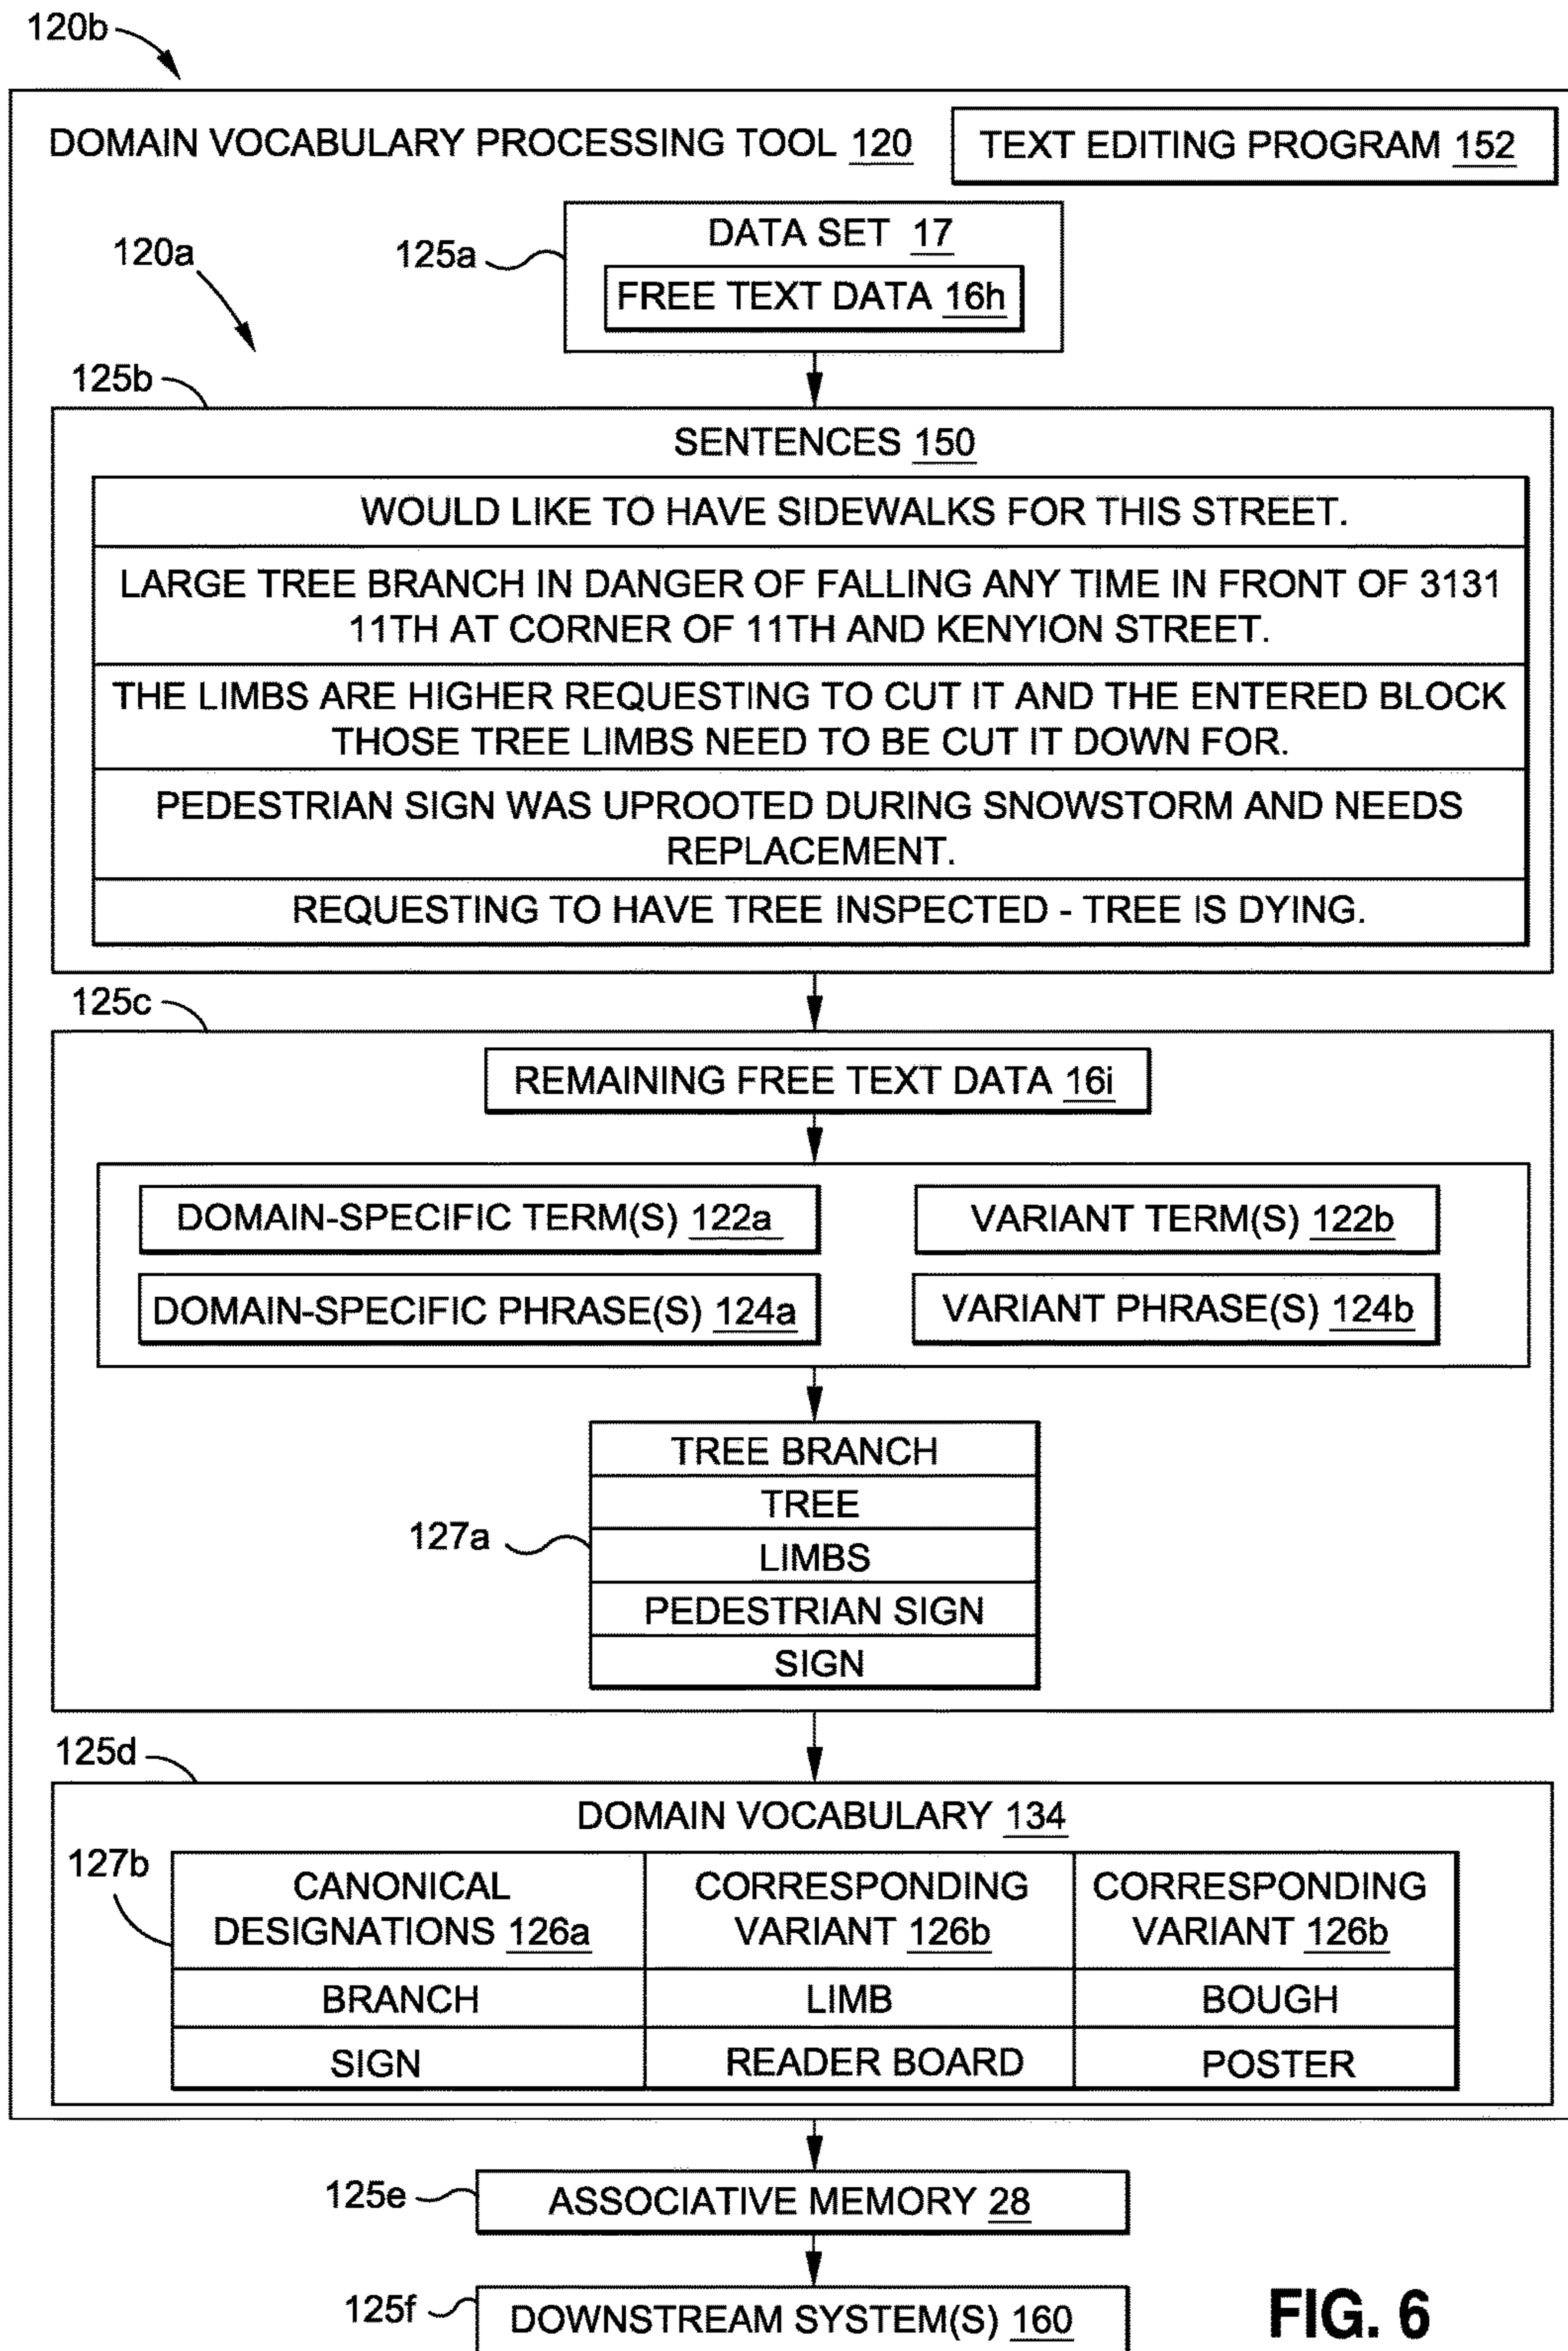 120b
DOMAIN VOCABULARY PROCESSING TOOL 120
TEXT EDITING PROGRAM 152
120a
125a
DATA SET 17
FREE TEXT DATA 16h
125b
SENTENCES 150
WOULD LIKE TO HAVE SIDEWALKS FOR THIS STREET.
LARGE TREE BRANCH IN DANGER OF FALLING ANY TIME IN FRONT OF 3131
11TH AT CORNER OF 11TH AND KENYION STREET.
THE LIMBS ARE HIGHER REQUESTING TO CUT IT AND THE ENTERED BLOCK
THOSE TREE LIMBS NEED TO BE CUT IT DOWN FOR.
PEDESTRIAN SIGN WAS UPROOTED DURING SNOWSTORM AND NEEDS
REPLACEMENT.
REQUESTING TO HAVE TREE INSPECTED - TREE IS DYING.
125c
REMAINING FREE TEXT DATA 16i
DOMAIN-SPECIFIC TERM(S) 122a
VARIANT TERM(S) 122b
DOMAIN-SPECIFIC PHRASE(S) 124a
VARIANT PHRASE(S) 124b
127a
TREE BRANCH
TREE
LIMBS
PEDESTRIAN SIGN
SIGN
125d
DOMAIN VOCABULARY 134
127b
CANONICAL
DESIGNATIONS 126a
CORRESPONDING
VARIANT 126b
CORRESPONDING
VARIANT 126b
BRANCH
LIMB
BOUGH
SIGN
READER BOARD
POSTER
125e
ASSOCIATIVE MEMORY 28
125f
DOWNSTREAM SYSTEM(S) 160
FIG. 6